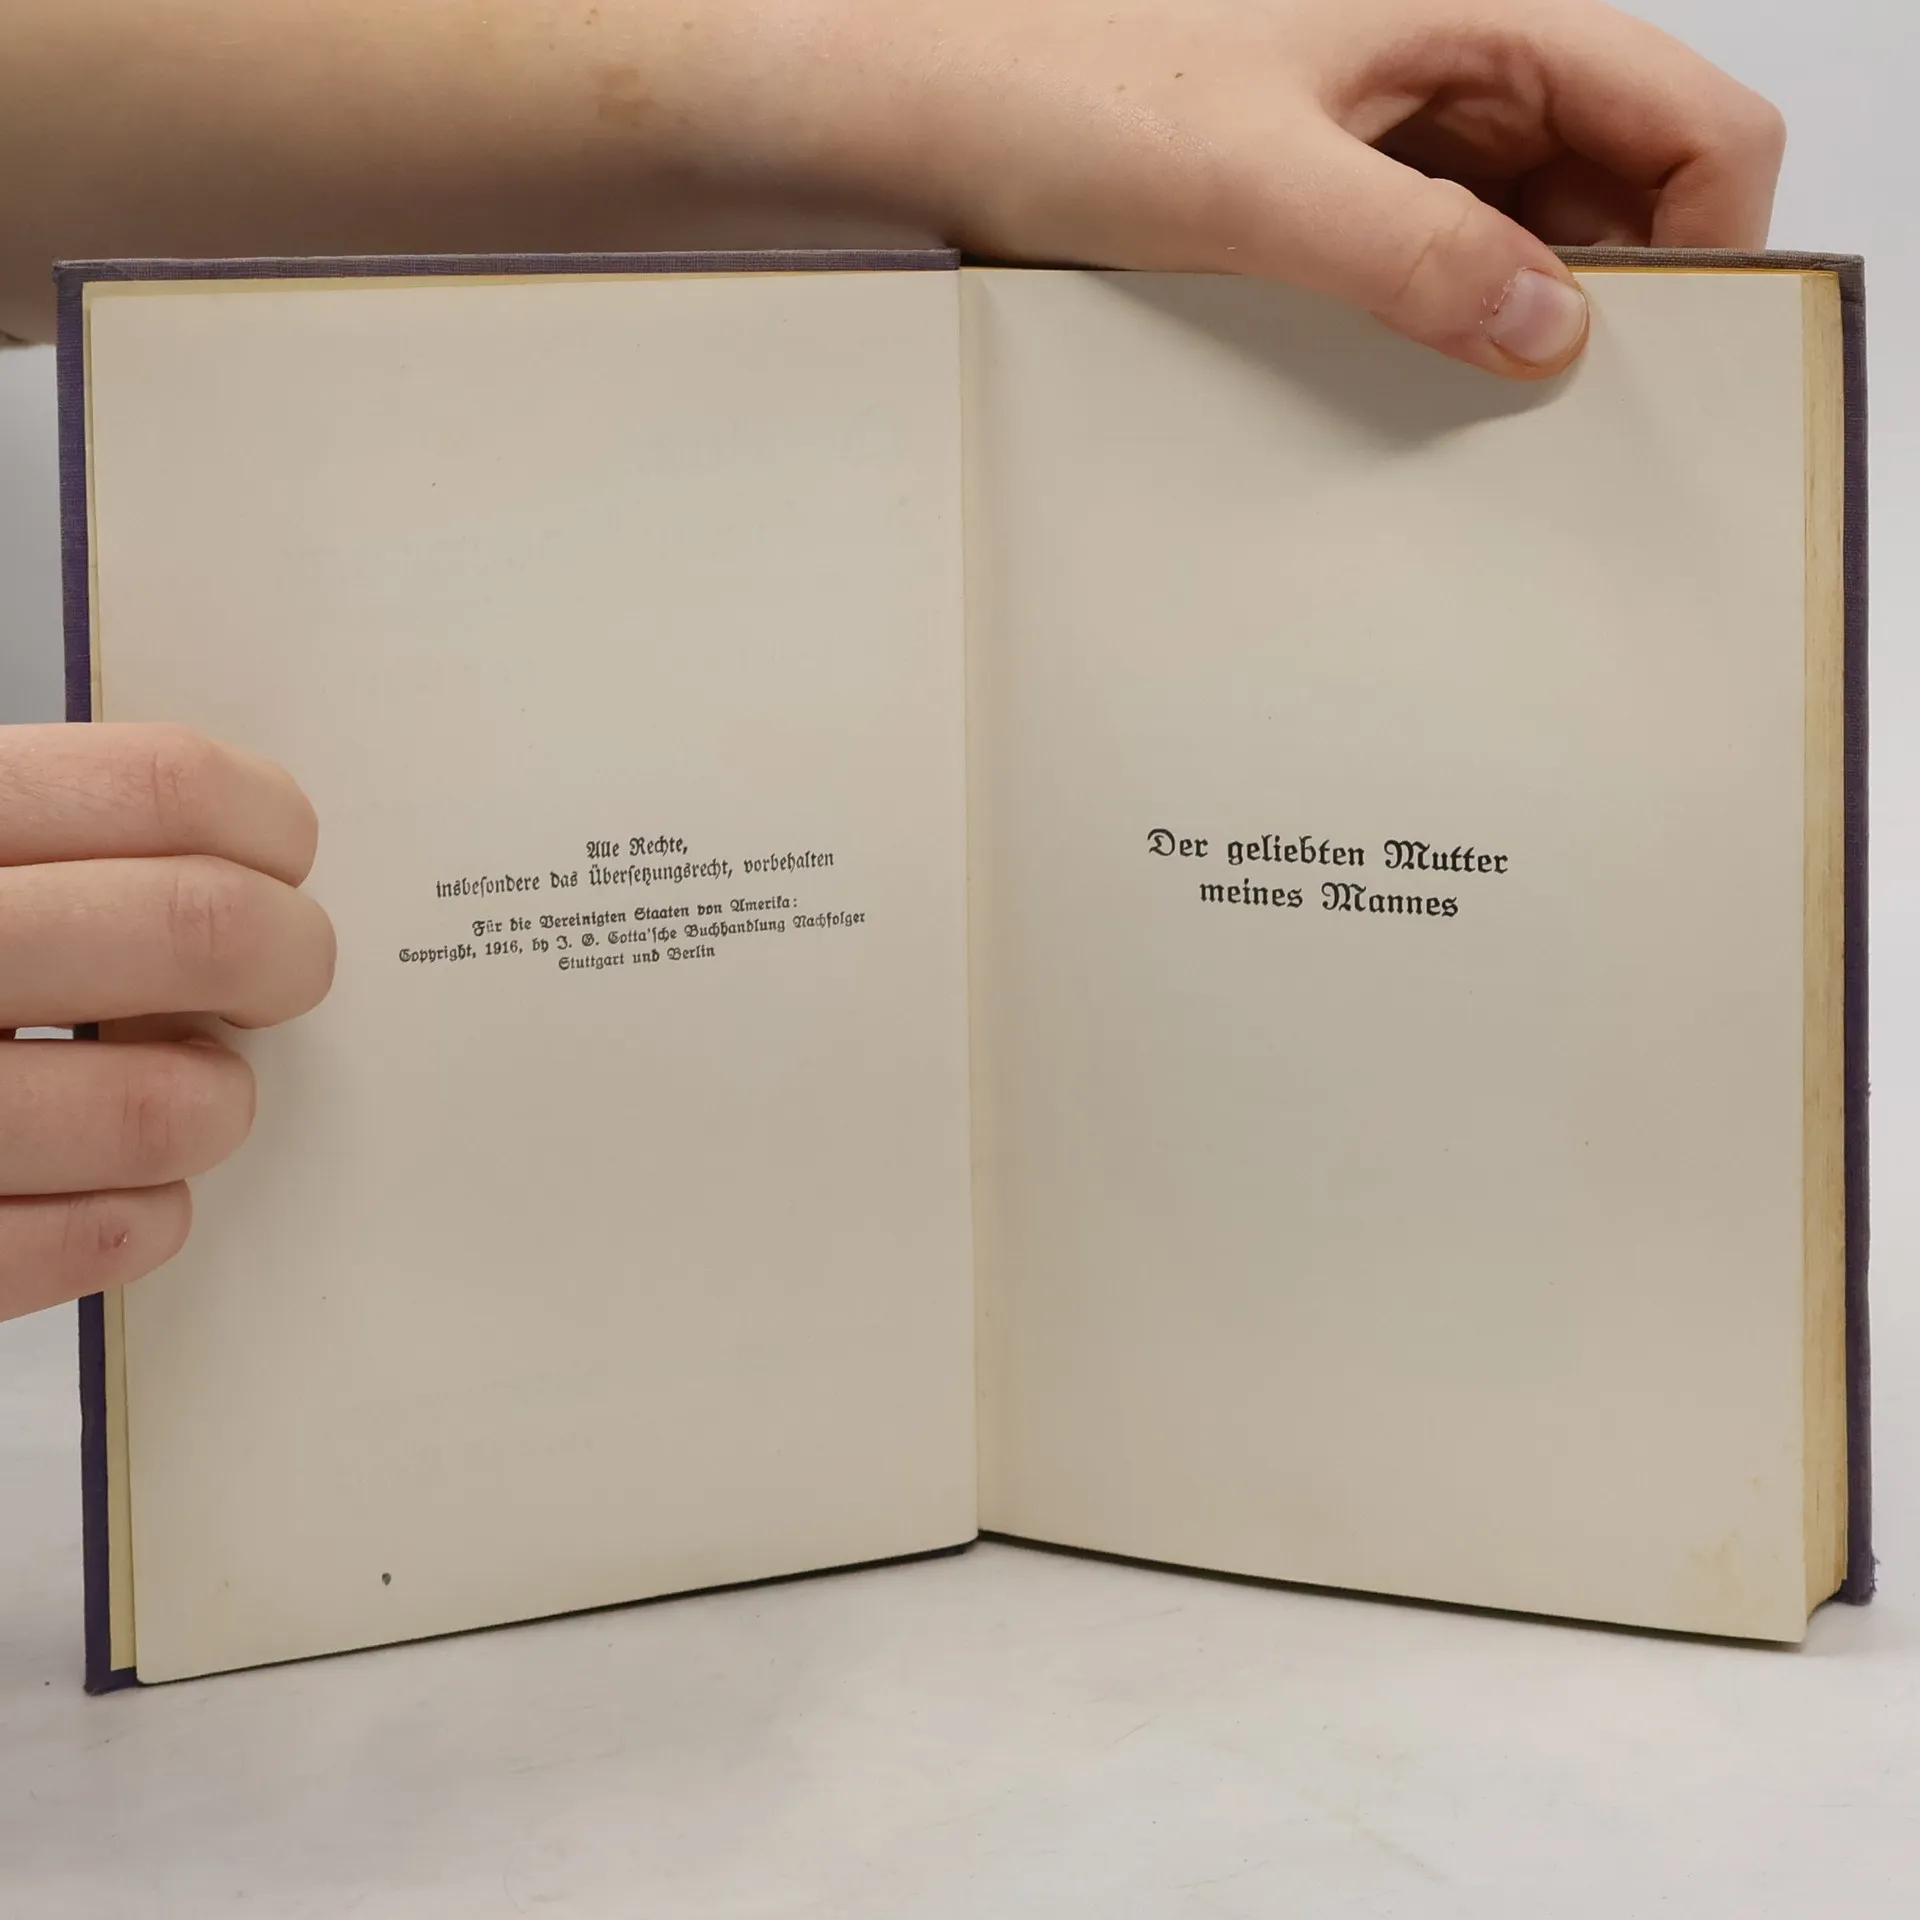 Alle Rechte,
insbesondere das Übersetzungsrecht, vorbehalten
Für die Vereinigten Staaten von Amerika:
Copyright, 1916, by J. G. Cotta'sche Buchhandlung Nachfolger
Stuttgart und Berlin
Der geliebten Mutter
meines Mannes